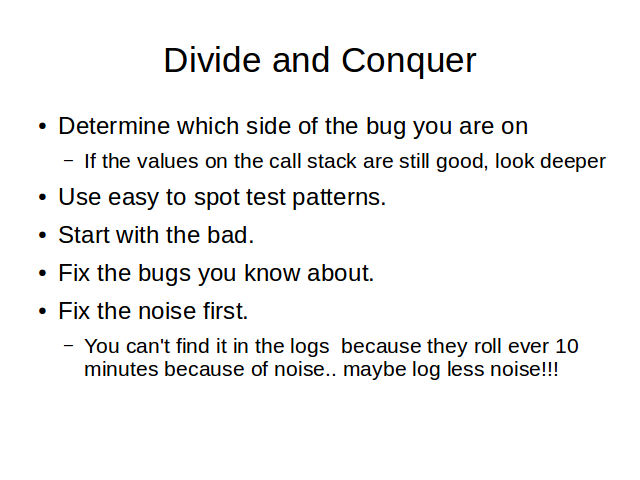 Divide and Conquer
• Determine which side of the bug you are on
– If the values on the call stack are still good, look deeper
• Use easy to spot test patterns.
• Start with the bad.
• Fix the bugs you know about.
• Fix the noise first.
– You can't find it in the logs  because they roll ever 10
minutes because of noise.. maybe log less noise!!!